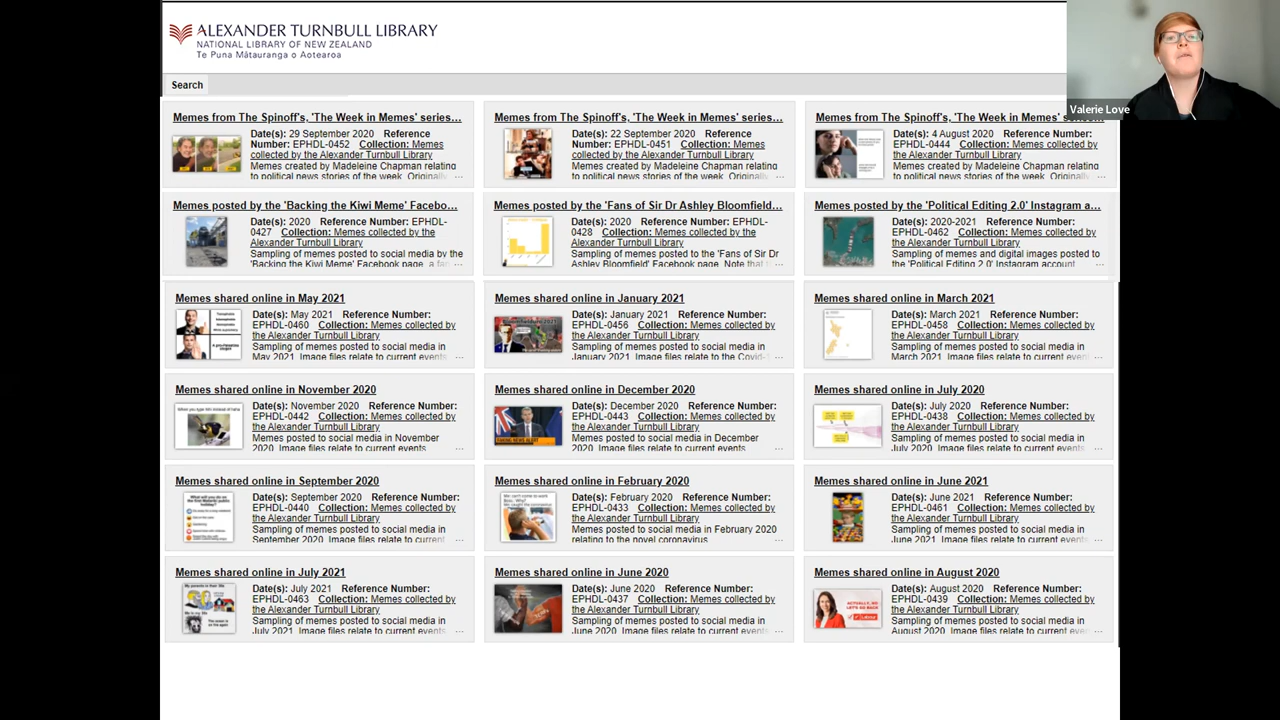 ALEXANDER TURNBULL LIBRARY
NATIONAL LIBRARY OF NEW ZEALAND
Te Puna Mātauranga o Aotearoa
Valerie Love
Search
Memes from The Spinoff's, 'The Week in Memes' series...
Date(s): 29 September 2020 Reference
Number: EPHDL-0452 Collection: Memes
collected by the Alexander Turnbull Library
Memes created by Madeleine Chapman relating
to political news stories of the week. Originally ...
Memes from The Spinoff's, 'The Week in Memes' series...
Date(s): 22 September 2020 Reference
Number: EPHDL-0451 Collection: Memes
collected by the Alexander Turnbull Library
Memes created by Madeleine Chapman relating
to political news stories of the week. Originally ...
Memes from The Spinoff's, 'The Week in Memes'
Date(s): 4 August 2020 Reference
Number: EPHDL-0444 Collection: Memes
collected by the Alexander Turnbull Library
Memes created by Madeleine Chapman relating
to political news stories of the week. Originally ...
Memes posted by the 'Backing the Kiwi Meme' Facebo...
Date(s): 2020 Reference Number: EPHDL-
0427 Collection: Memes collected by the
Alexander Turnbull Library
Sampling of memes posted to social media by the
'Backing the Kiwi Meme' Facebook page, a ...
Memes posted by the 'Fans of Sir Dr Ashley Bloomfield...
Date(s): 2020 Reference Number: EPHDL-
0428 Collection: Memes collected by the
Alexander Turnbull Library
Sampling of memes posted to the 'Fans of Sir Dr
Ashley Bloomfield' Facebook page. Note that ...
Memes posted by the 'Political Editing 2.0' Instagram a...
Date(s): 2020-2021 Reference Number:
EPHDL-0462 Collection: Memes collected by
the Alexander Turnbull Library
Sampling of memes and digital images posted to
the 'Political Editing 2.0' Instagram account ...
Memes shared online in May 2021
Date(s): May 2021 Reference Number:
EPHDL-0460 Collection: Memes collected by
the Alexander Turnbull Library
Sampling of memes posted to social media in
May 2021. Image files relate to current events ...
Memes shared online in January 2021
Date(s): January 2021 Reference Number:
EPHDL-0456 Collection: Memes collected by
the Alexander Turnbull Library
Sampling of memes posted to social media in
January 2021. Image files relate to the Covid- ...
Memes shared online in March 2021
Date(s): March 2021 Reference Number:
EPHDL-0458 Collection: Memes collected by
the Alexander Turnbull Library
Sampling of memes posted to social media in
March 2021. Image files relate to current events ...
Memes shared online in November 2020
Date(s): November 2020 Reference Number:
EPHDL-0442 Collection: Memes collected by
the Alexander Turnbull Library
Memes posted to social media in November
2020. Image files relate to current events ...
Memes shared online in December 2020
Date(s): December 2020 Reference Number:
EPHDL-0443 Collection: Memes collected by
the Alexander Turnbull Library
Memes posted to social media in December
2020. Image files relate to current events ...
Memes shared online in July 2020
Date(s): July 2020 Reference Number:
EPHDL-0438 Collection: Memes collected by
the Alexander Turnbull Library
Sampling of memes posted to social media in
July 2020. Image files relate to current events ...
Memes shared online in September 2020
Date(s): September 2020 Reference Number:
EPHDL-0440 Collection: Memes collected by
the Alexander Turnbull Library
Sampling of memes posted to social media in
September 2020. Image files relate to current ...
Memes shared online in February 2020
We can't come to work
Boss. Why?
Date(s): February 2020 Reference Number:
EPHDL-0433 Collection: Memes collected by
the Alexander Turnbull Library
Memes posted to social media in February 2020
relating to the novel coronavirus ...
Memes shared online in June 2021
Date(s): June 2021 Reference Number:
EPHDL-0461 Collection: Memes collected by
the Alexander Turnbull Library
Sampling of memes posted to social media in
June 2021. Image files relate to current events ...
Memes shared online in July 2021
Date(s): July 2021 Reference Number:
EPHDL-0463 Collection: Memes collected by
the Alexander Turnbull Library
Sampling of memes posted to social media in
July 2021. Image files relate to current events ...
Memes shared online in June 2020
Date(s): June 2020 Reference Number:
EPHDL-0437 Collection: Memes collected by
the Alexander Turnbull Library
Sampling of memes posted to social media in
June 2020. Image files relate to current events ...
Memes shared online in August 2020
ACTUALLY, NO
LET'S GO BACK
Date(s): August 2020 Reference Number:
EPHDL-0439 Collection: Memes collected by
the Alexander Turnbull Library
Sampling of memes posted to social media in
August 2020. Image files relate to current ...